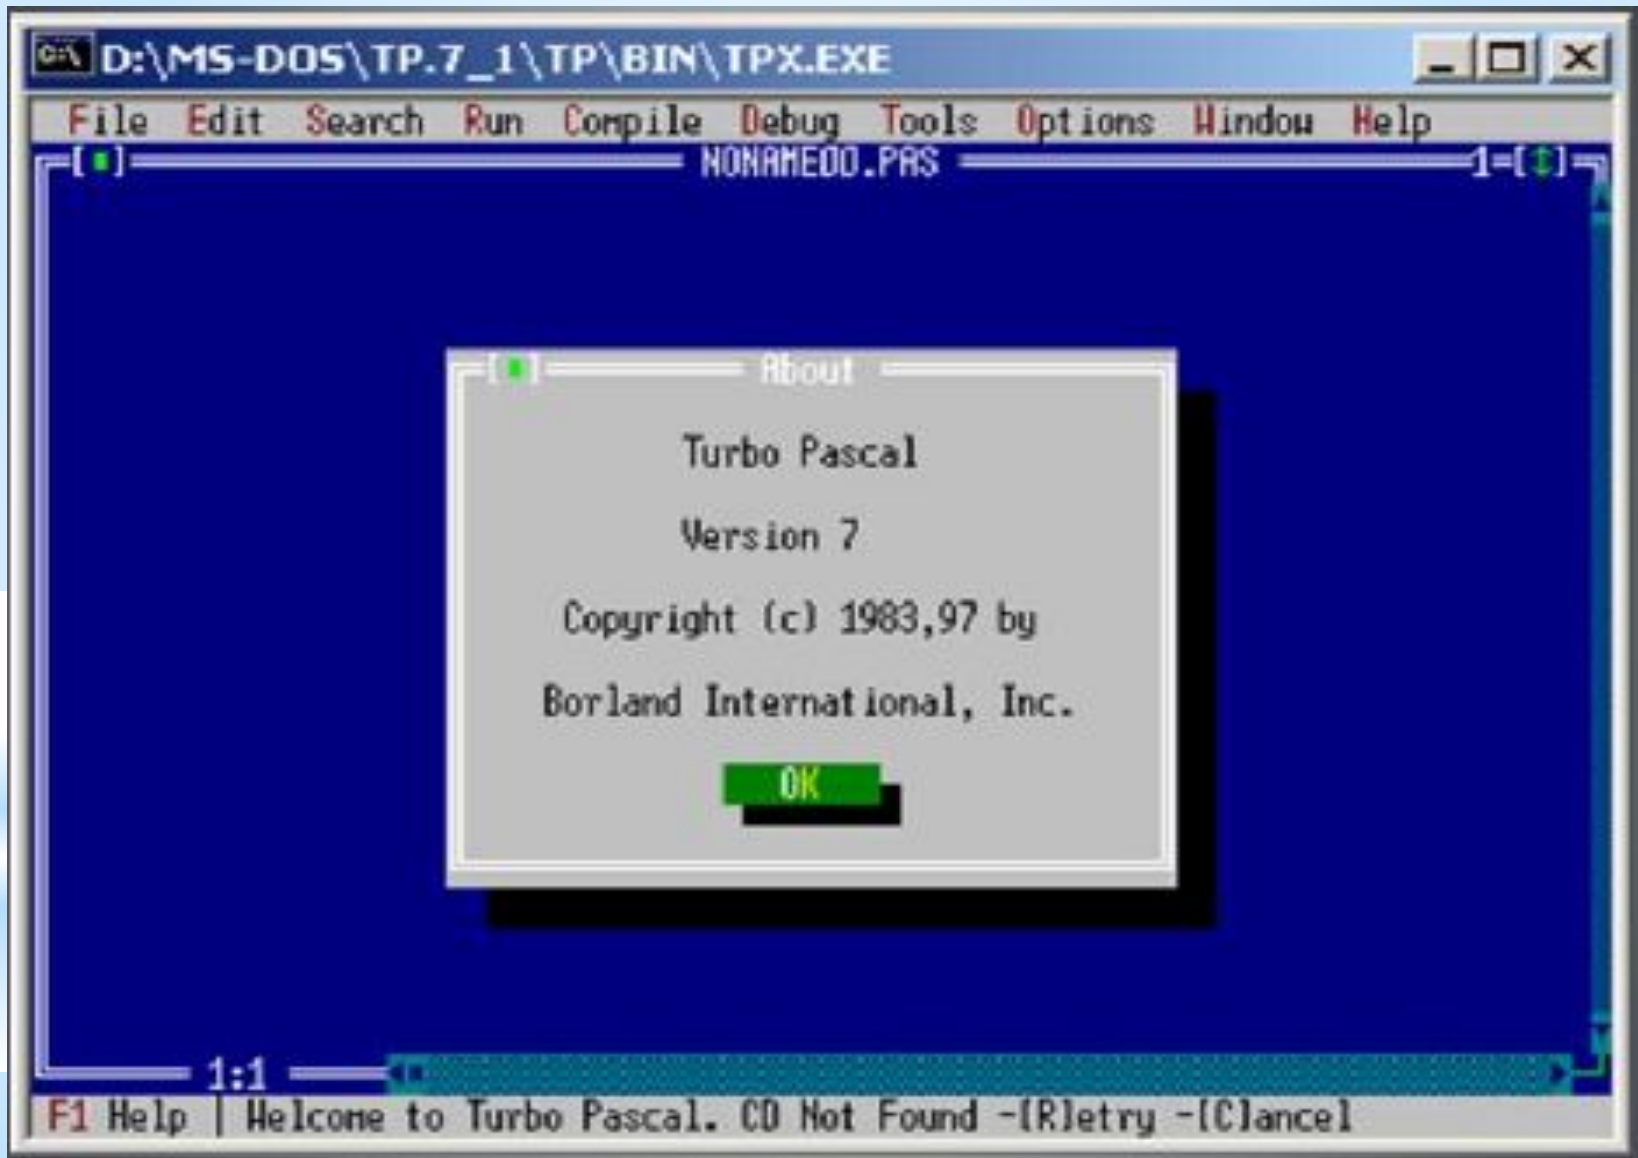 C:\ D:\MS-DOS\TP.7_1\TP\BIN\TPX.EXE
File Edit Search Run Compile Debug Tools Options Window Help
[■] NONAME00.PAS 1=[↕]
[■] About
Turbo Pascal
Version 7
Copyright (c) 1983,97 by
Borland International, Inc.
OK
1:1
F1 Help | Welcome to Turbo Pascal. CD Not Found -[R]etry -[C]ancel